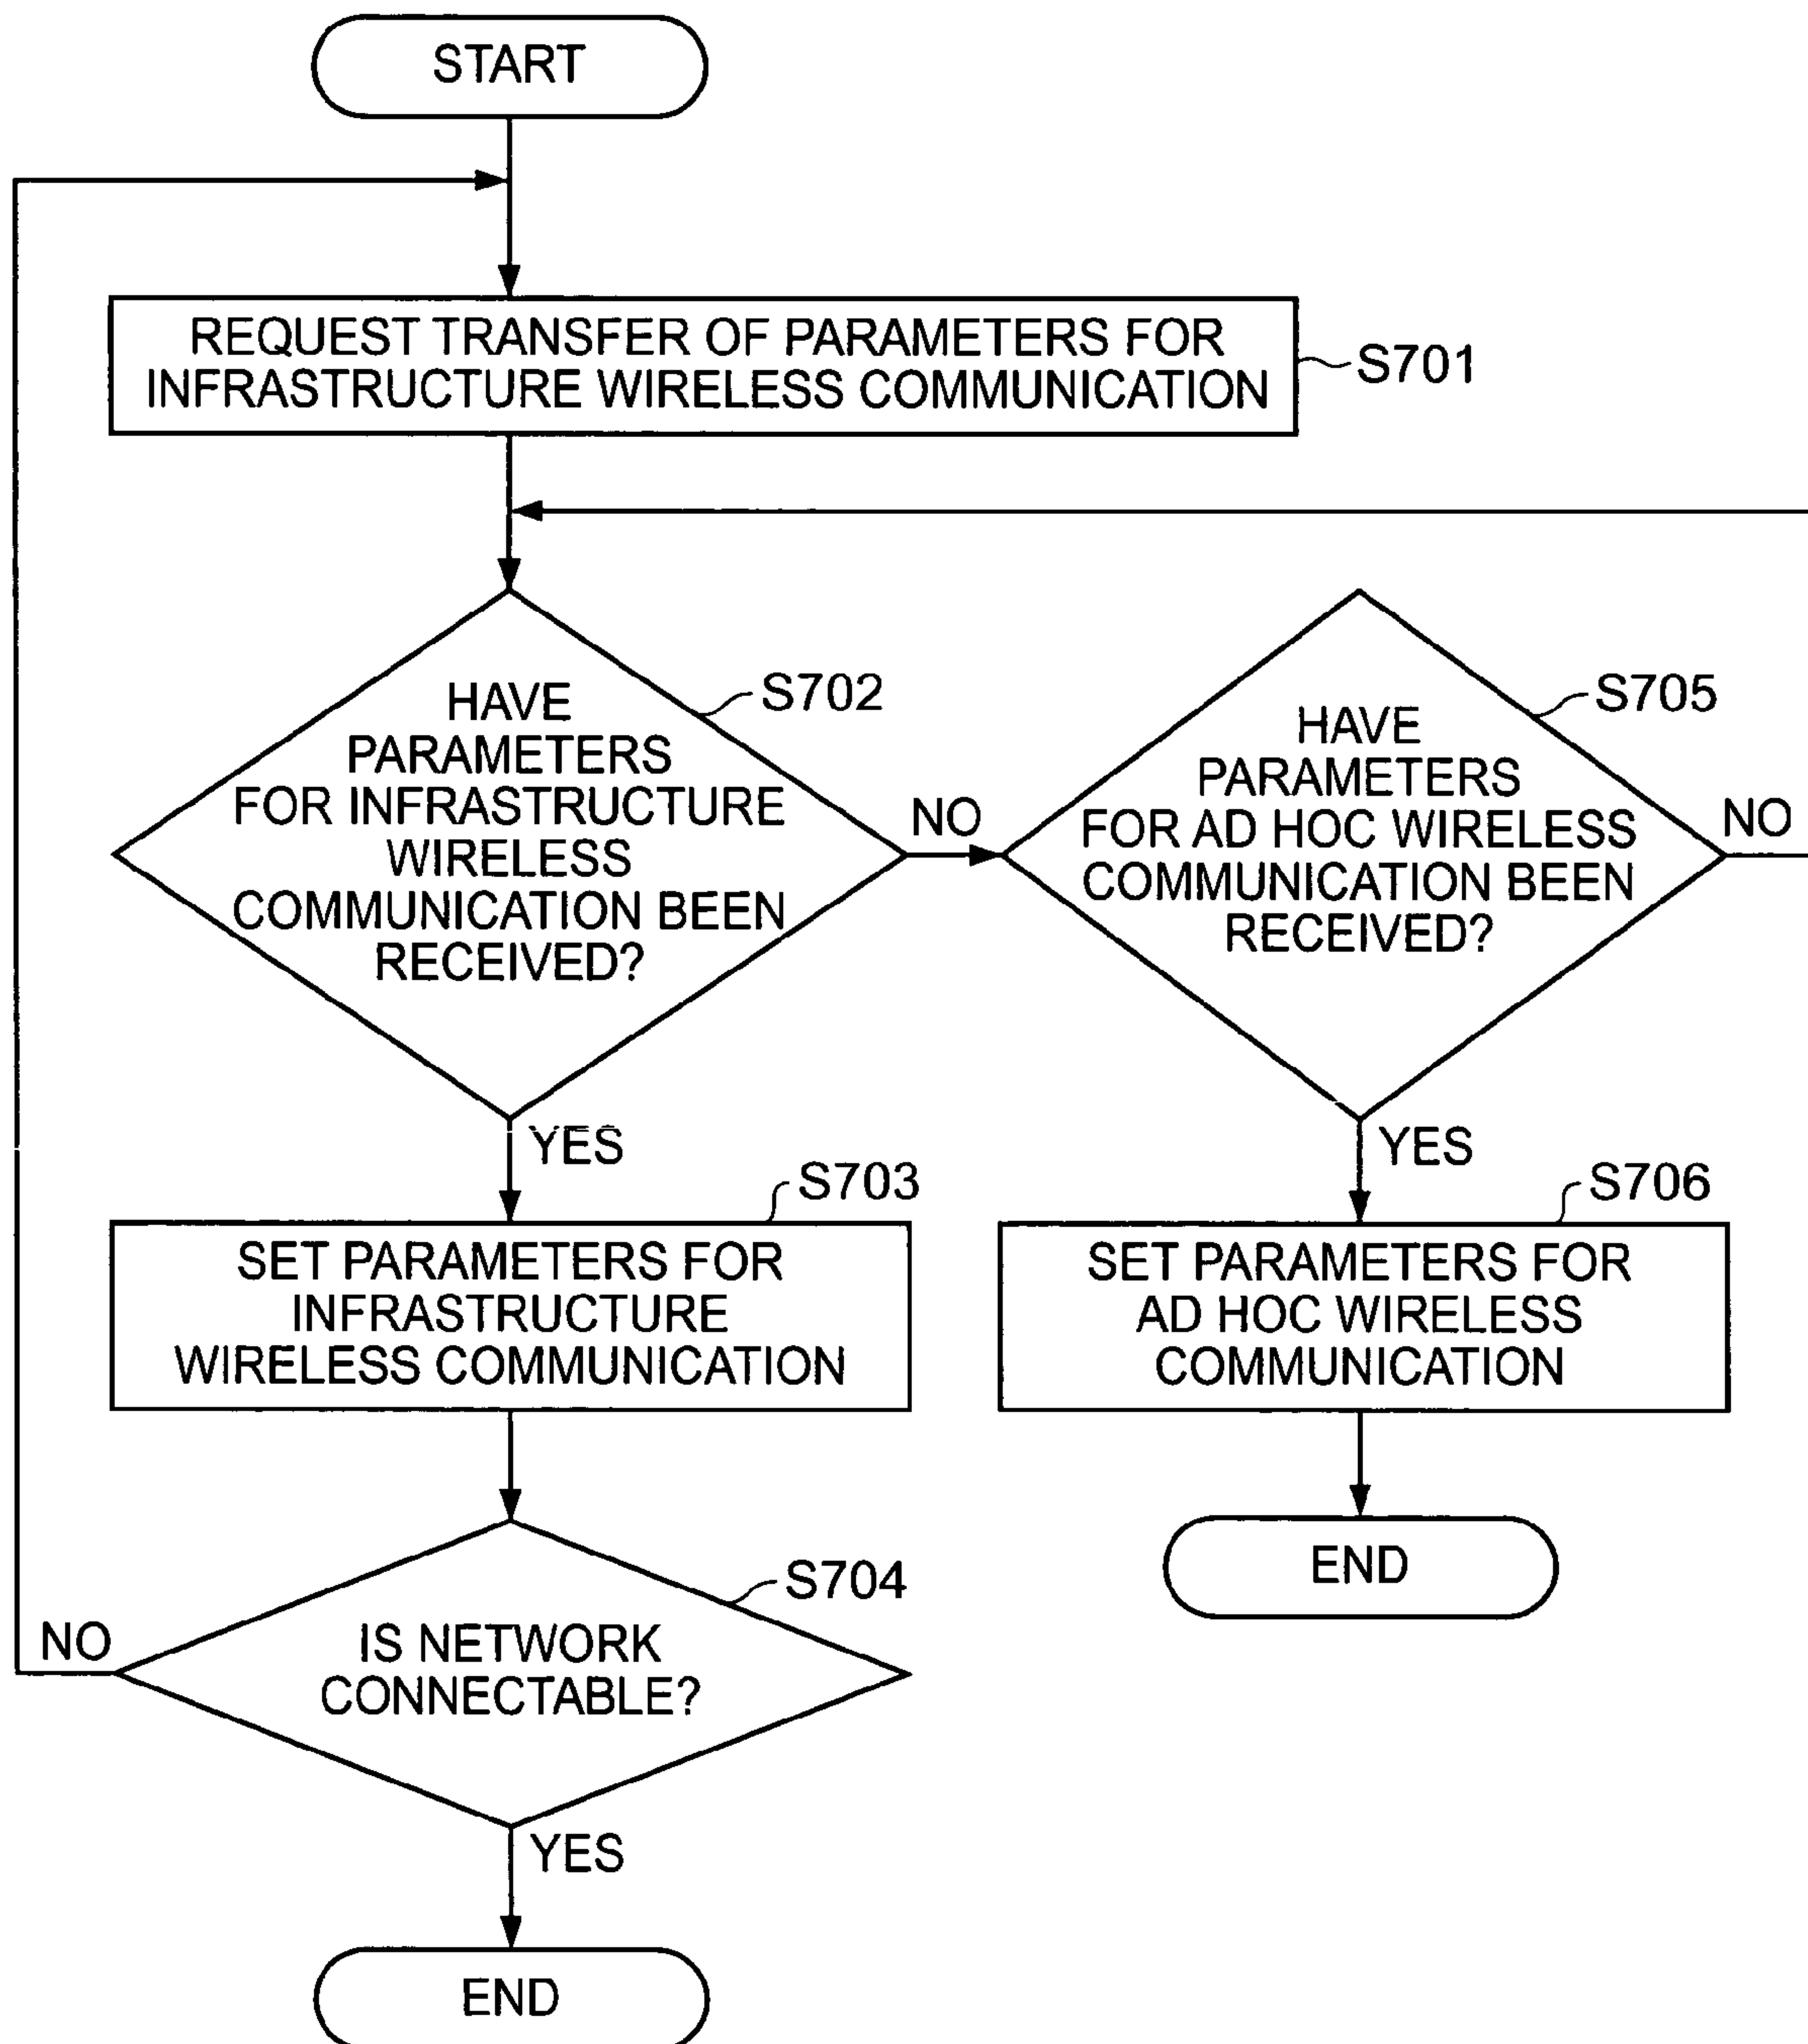 START
REQUEST TRANSFER OF PARAMETERS FOR
INFRASTRUCTURE WIRELESS COMMUNICATION
S701
HAVE
PARAMETERS
FOR INFRASTRUCTURE
WIRELESS
COMMUNICATION BEEN
RECEIVED?
S702
NO
HAVE
PARAMETERS
FOR AD HOC WIRELESS
COMMUNICATION BEEN
RECEIVED?
S705
NO
YES
YES
S703
SET PARAMETERS FOR
INFRASTRUCTURE
WIRELESS COMMUNICATION
S706
SET PARAMETERS FOR
AD HOC WIRELESS
COMMUNICATION
END
S704
IS NETWORK
CONNECTABLE?
NO
YES
END